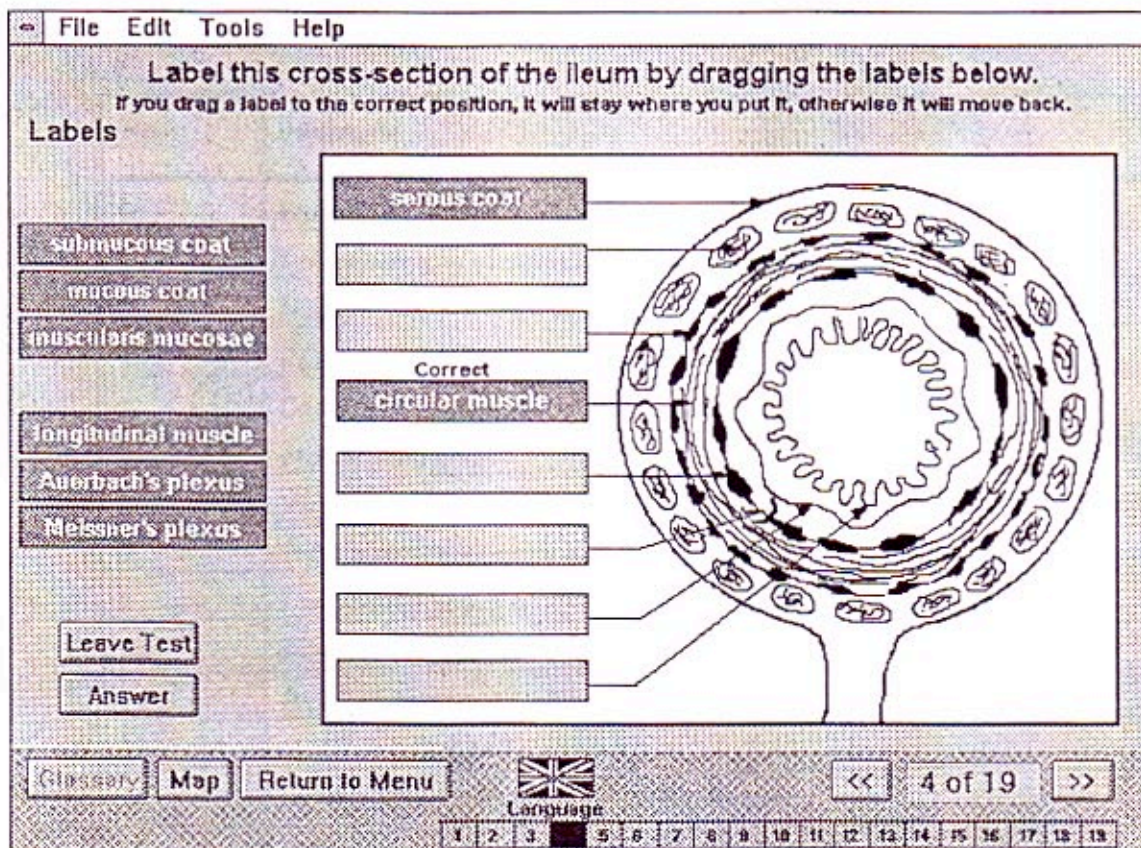 File Edit Tools Help
Label this cross-section of the ileum by dragging the labels below.
If you drag a label to the correct position, it will stay where you put it, otherwise it will move back.
Labels
submucous coat
mucous coat
muscularis mucosae
longitudinal muscle
Auerbach's plexus
Meissner's plexus
serous coat
Correct
circular muscle
Leave Test
Answer
Glossary Map Return to Menu
Language
<< 4 of 19 >>
1 2 3 5 6 7 8 9 10 11 12 13 14 15 16 17 18 19